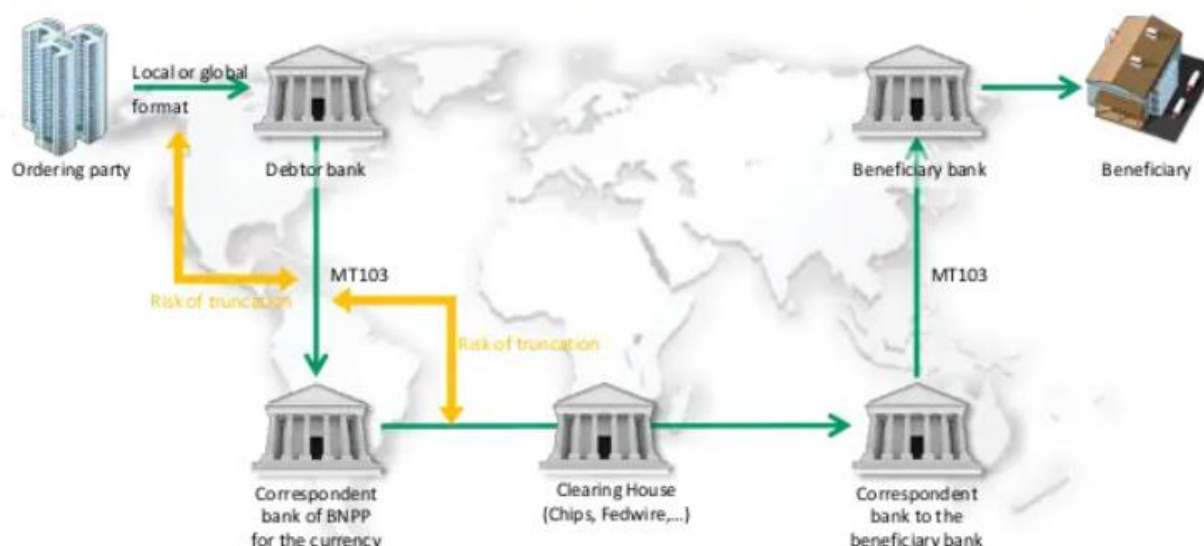 Local or global
format
Ordering party
Debtor bank
Beneficiary bank
Beneficiary
MT103
MT103
Risk of truncation
Risk of truncation
Correspondent
bank of BNPP
for the currency
Clearing House
(Chips, Fedwire,...)
Correspondent
bank to the
beneficiary bank